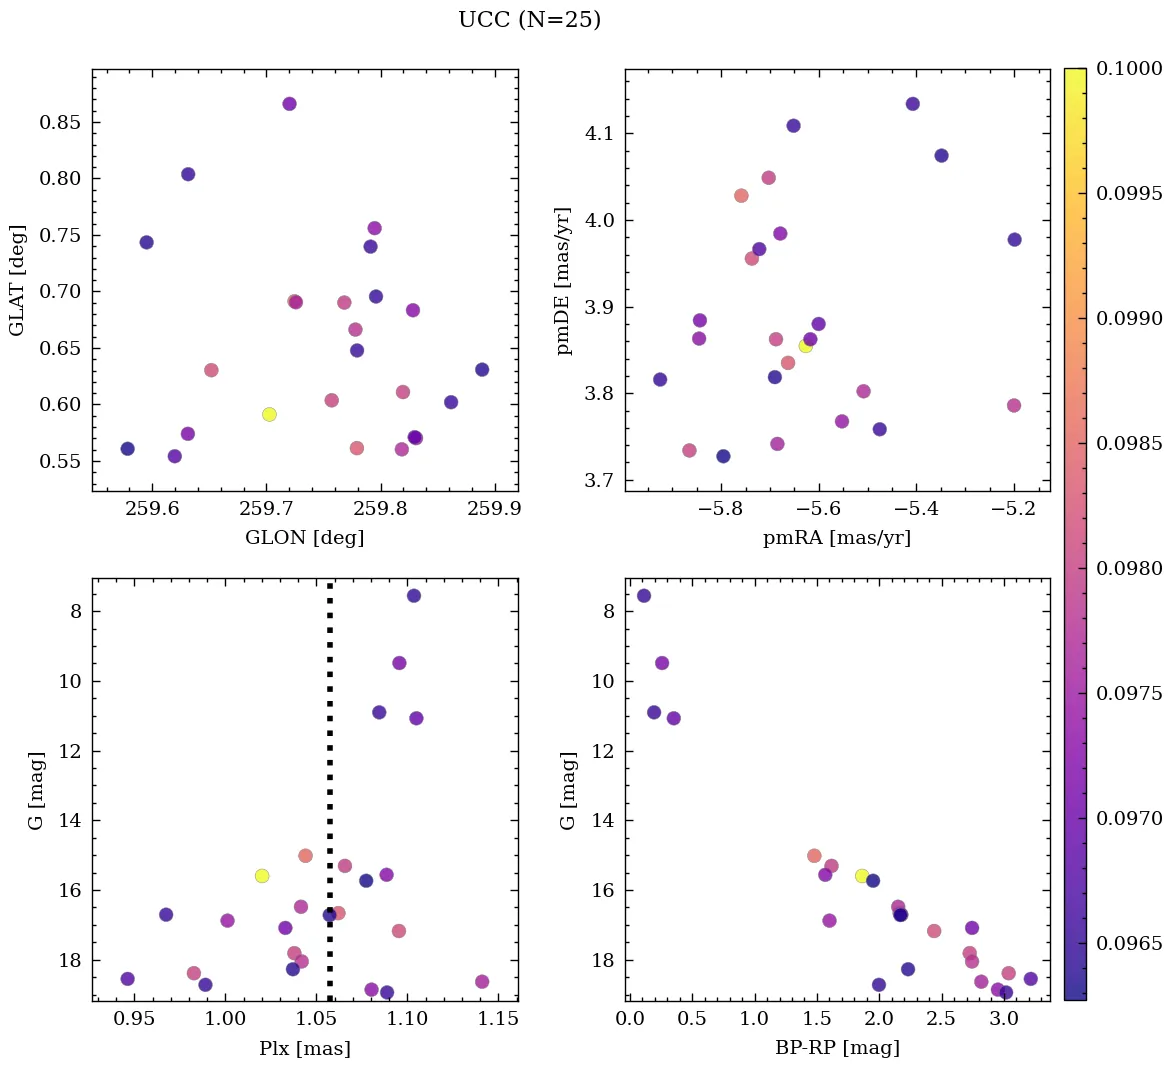 UCC (N=25)
0.85
0.80
0.75
0.70
0.65
0.60
0.55
GLAT [deg]
259.6 259.7 259.8 259.9
GLON [deg]
4.1
4.0
3.9
3.8
3.7
pmDE [mas/yr]
−5.8 −5.6 −5.4 −5.2
pmRA [mas/yr]
8
10
12
14
16
18
G [mag]
0.95 1.00 1.05 1.10 1.15
Plx [mas]
8
10
12
14
16
18
G [mag]
0.0 0.5 1.0 1.5 2.0 2.5 3.0
BP-RP [mag]
0.1000
0.0995
0.0990
0.0985
0.0980
0.0975
0.0970
0.0965